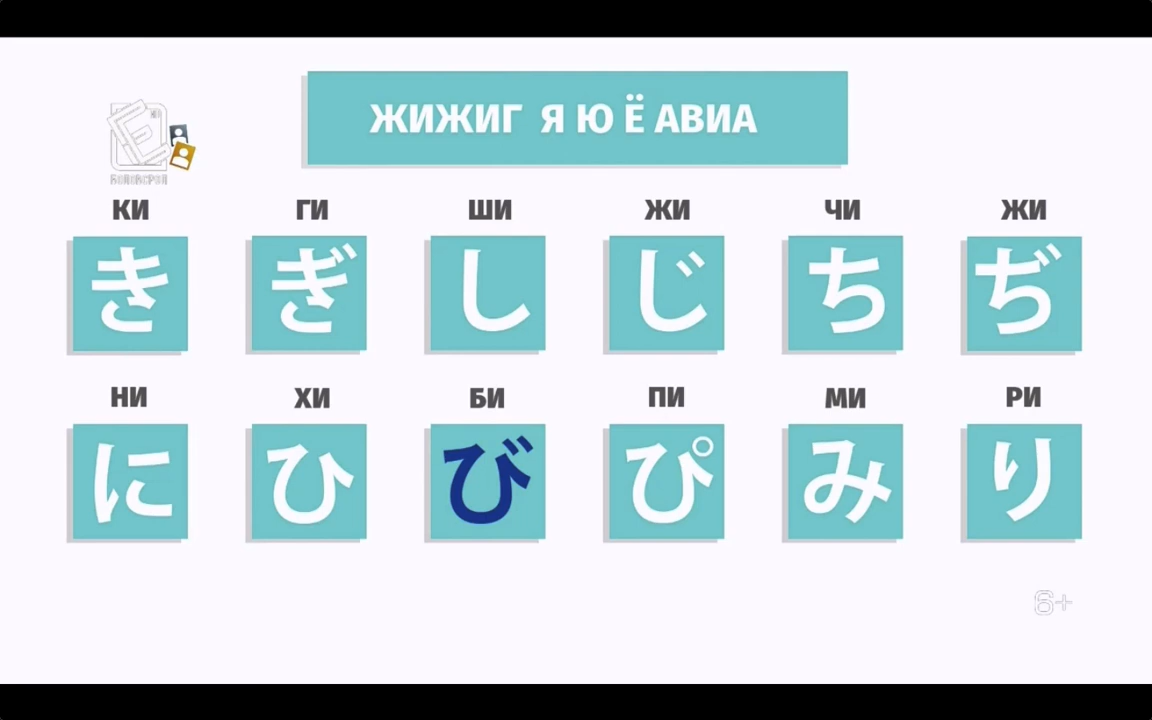 ЖИЖИГ Я Ю Ё АВИА
БОЛОВСРОЛ
КИ ГИ ШИ ЖИ ЧИ ЖИ
き ぎ し じ ち ぢ
НИ ХИ БИ ПИ МИ РИ
に ひ び ぴ み り
6+